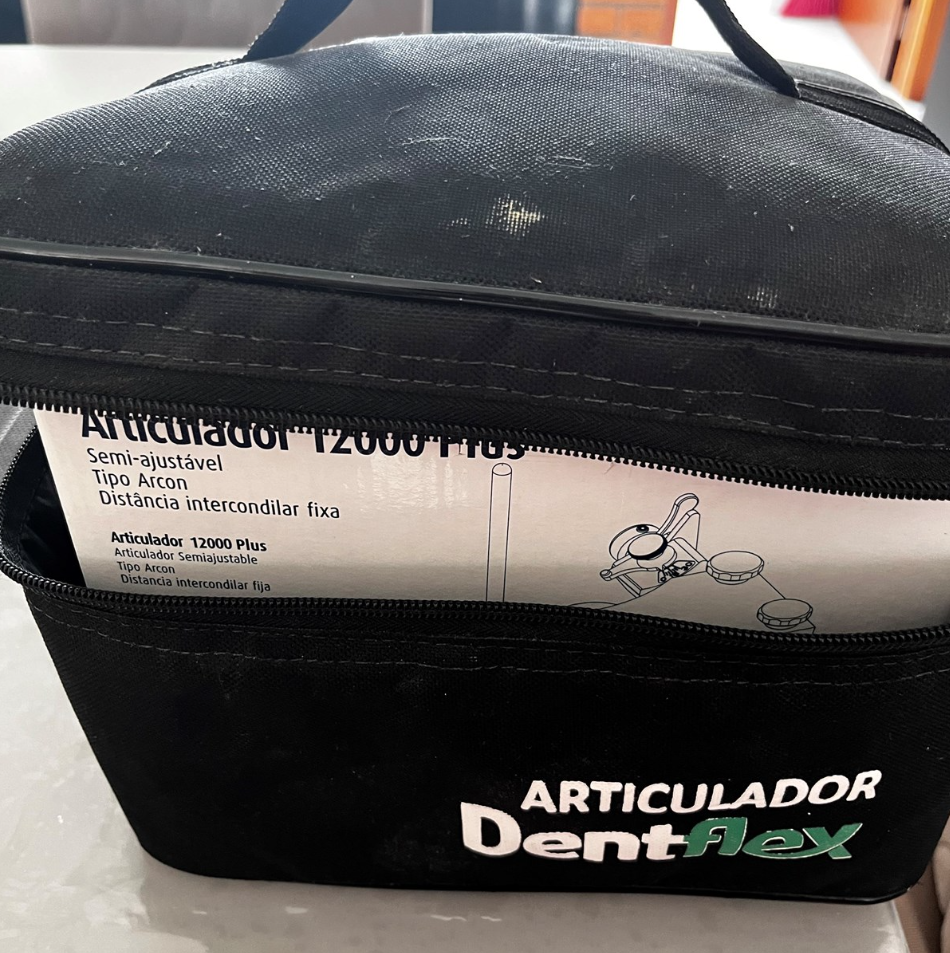 Articulador 12000 Plus
Semi-ajustável
Tipo Arcon
Distância intercondilar fixa
Articulador 12000 Plus
Articulador Semiajustable
Tipo Arcon
Distancia intercondilar fija
ARTICULADOR
Dentflex